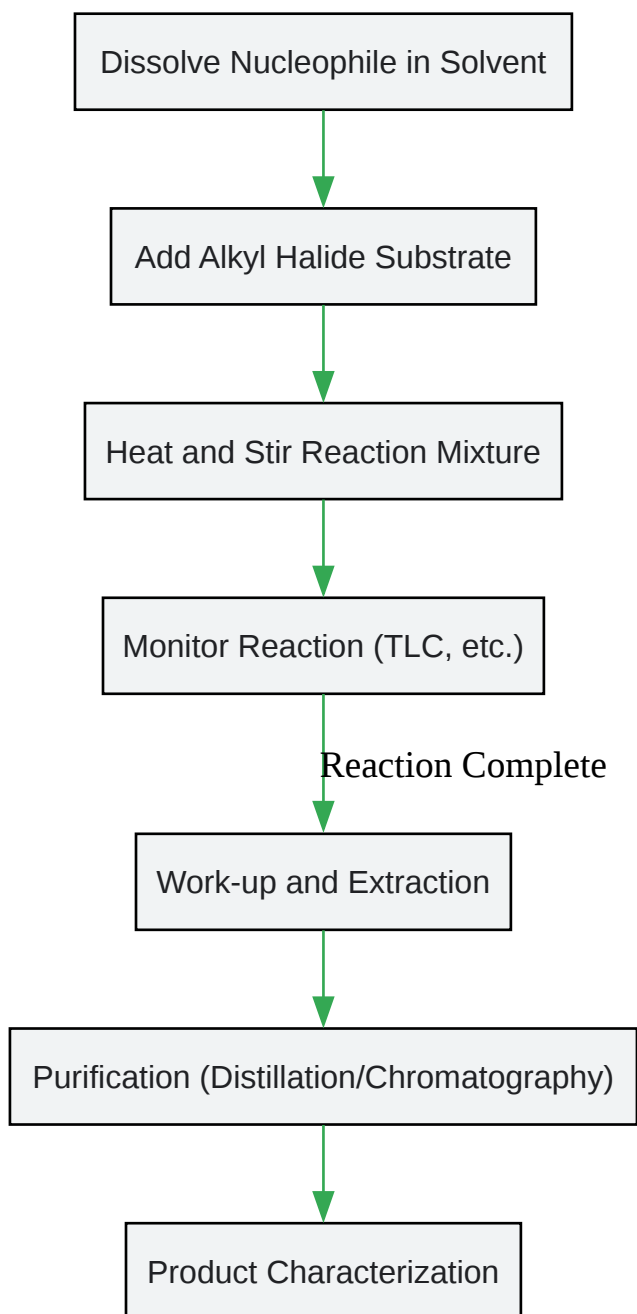 Dissolve Nucleophile in Solvent
Add Alkyl Halide Substrate
Heat and Stir Reaction Mixture
Monitor Reaction (TLC, etc.)
Reaction Complete
Work-up and Extraction
Purification (Distillation/Chromatography)
Product Characterization